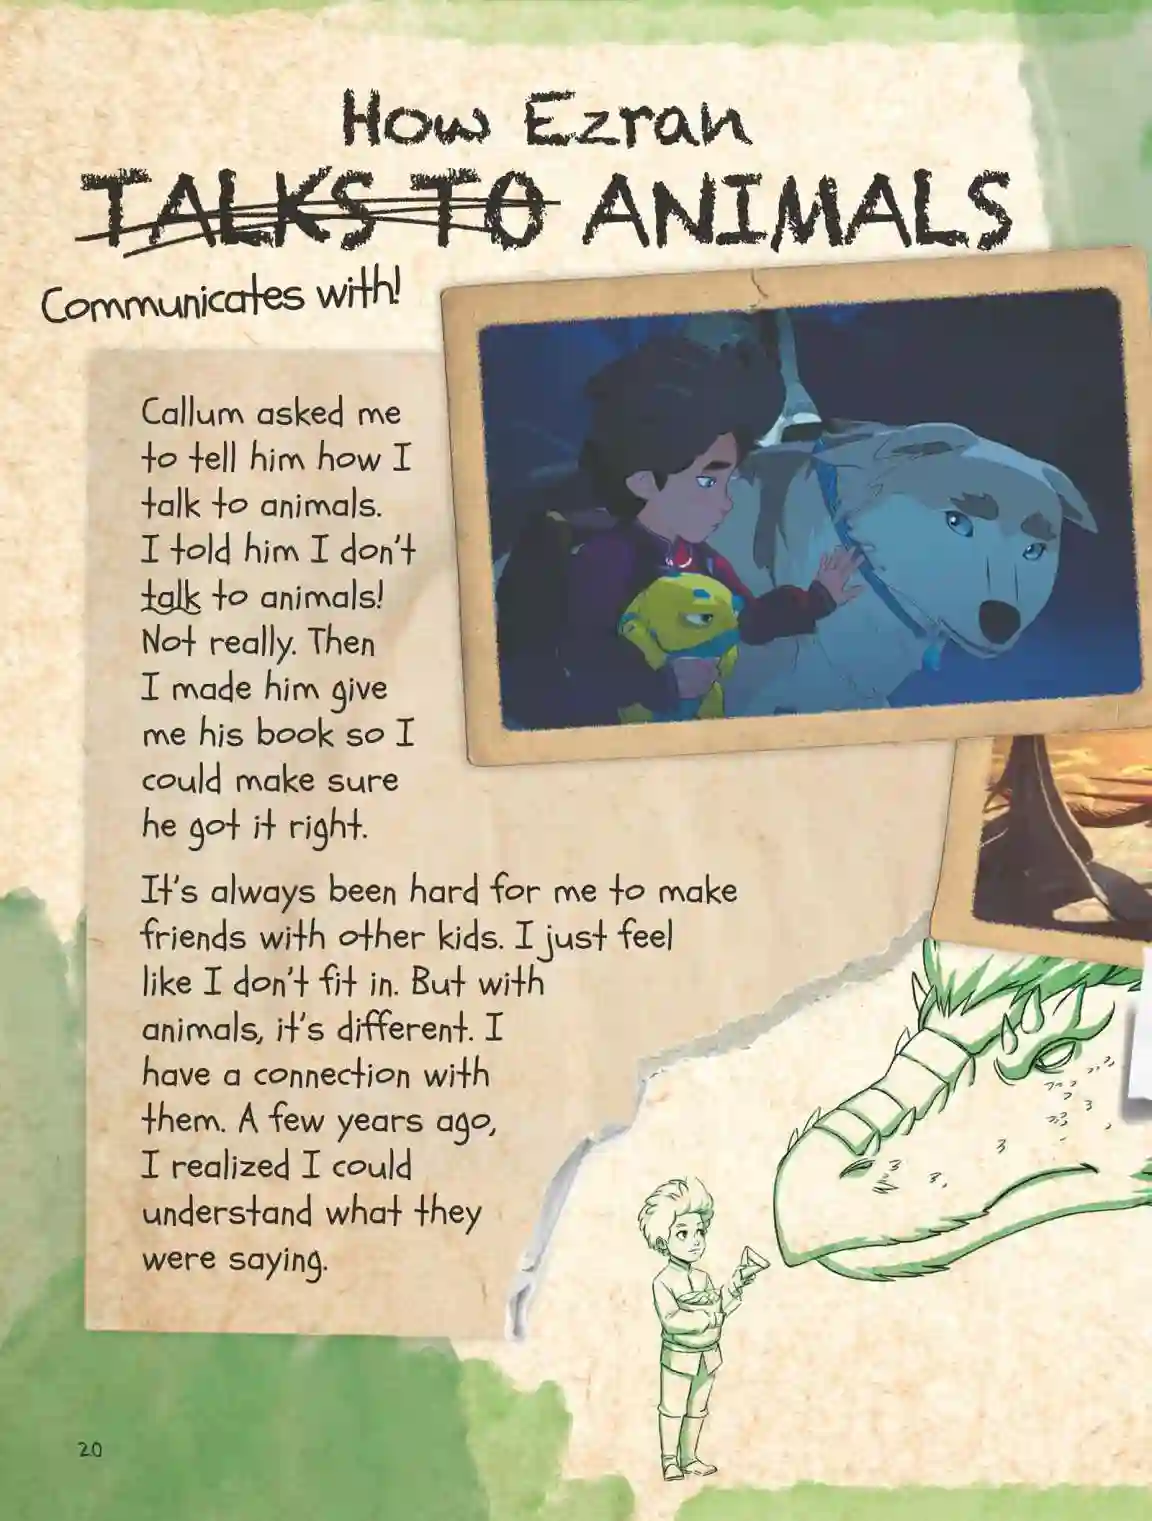 How Ezran
TALKS TO ANIMALS
Communicates with!
Callum asked me
to tell him how I
talk to animals.
I told him I don't
talk to animals!
Not really. Then
I made him give
me his book so I
could make sure
he got it right.
It's always been hard for me to make
friends with other kids. I just feel
like I don't fit in. But with
animals, it's different. I
have a connection with
them. A few years ago,
I realized I could
understand what they
were saying.
20